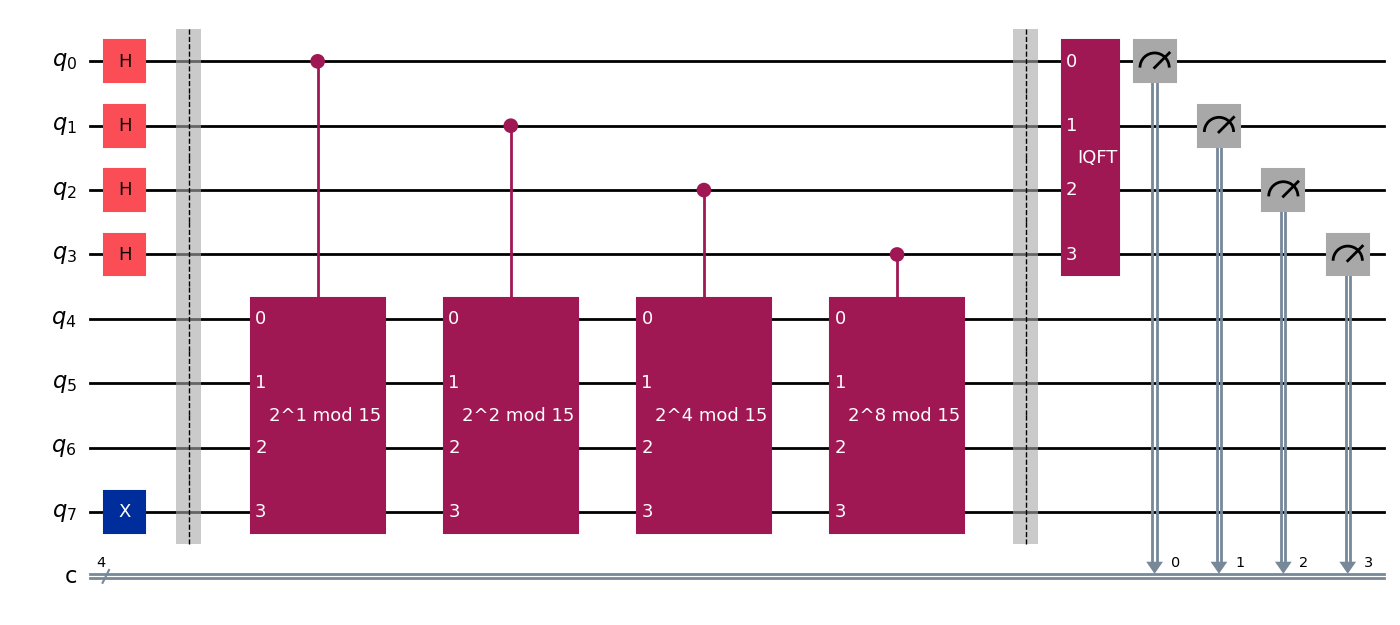 q0 H 0
q1 H 1
IQFT
q2 H 2
q3 H 3
q4 0 0 0 0
q5 1 1 1 1
2^1 mod 15 2^2 mod 15 2^4 mod 15 2^8 mod 15
q6 2 2 2 2
q7 X 3 3 3 3
4 0 1 2 3
c